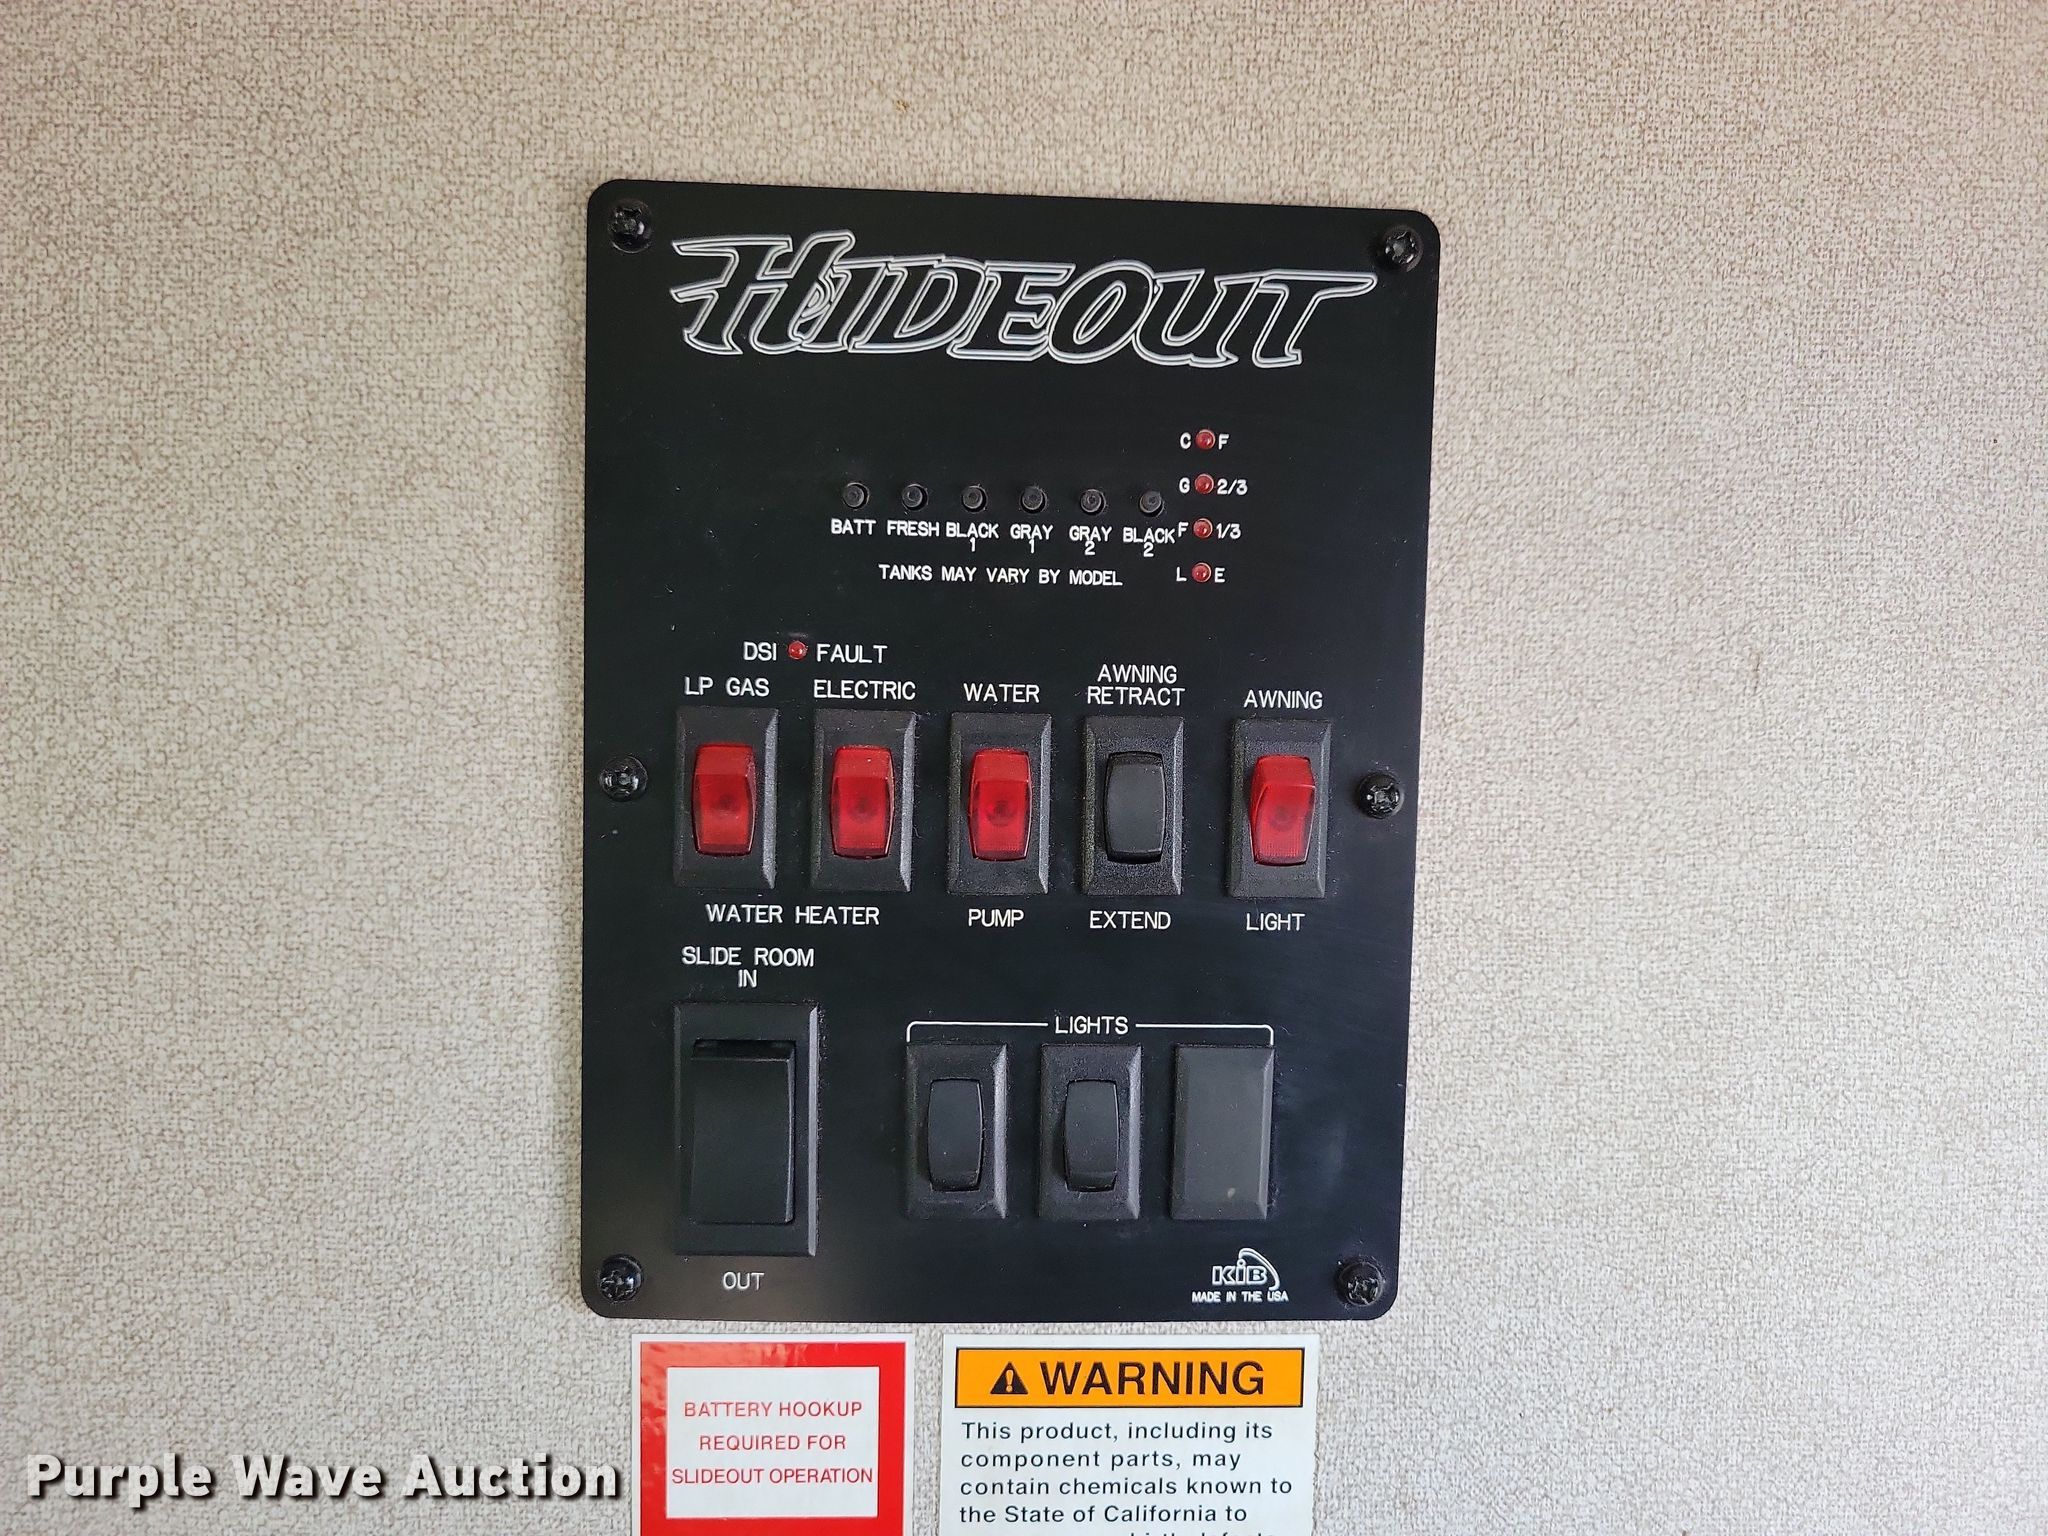 HIDEOUT
C F
G 2/3
F 1/3
L E
BATT FRESH BLACK 1 GRAY 1 GRAY 2 BLACK 2
TANKS MAY VARY BY MODEL
DSI FAULT
LP GAS ELECTRIC WATER AWNING RETRACT AWNING
WATER HEATER PUMP EXTEND LIGHT
SLIDE ROOM
IN
LIGHTS
OUT
KIB
MADE IN THE USA
BATTERY HOOKUP
REQUIRED FOR
SLIDEOUT OPERATION
WARNING
This product, including its
component parts, may
contain chemicals known to
the State of California to
Purple Wave Auction